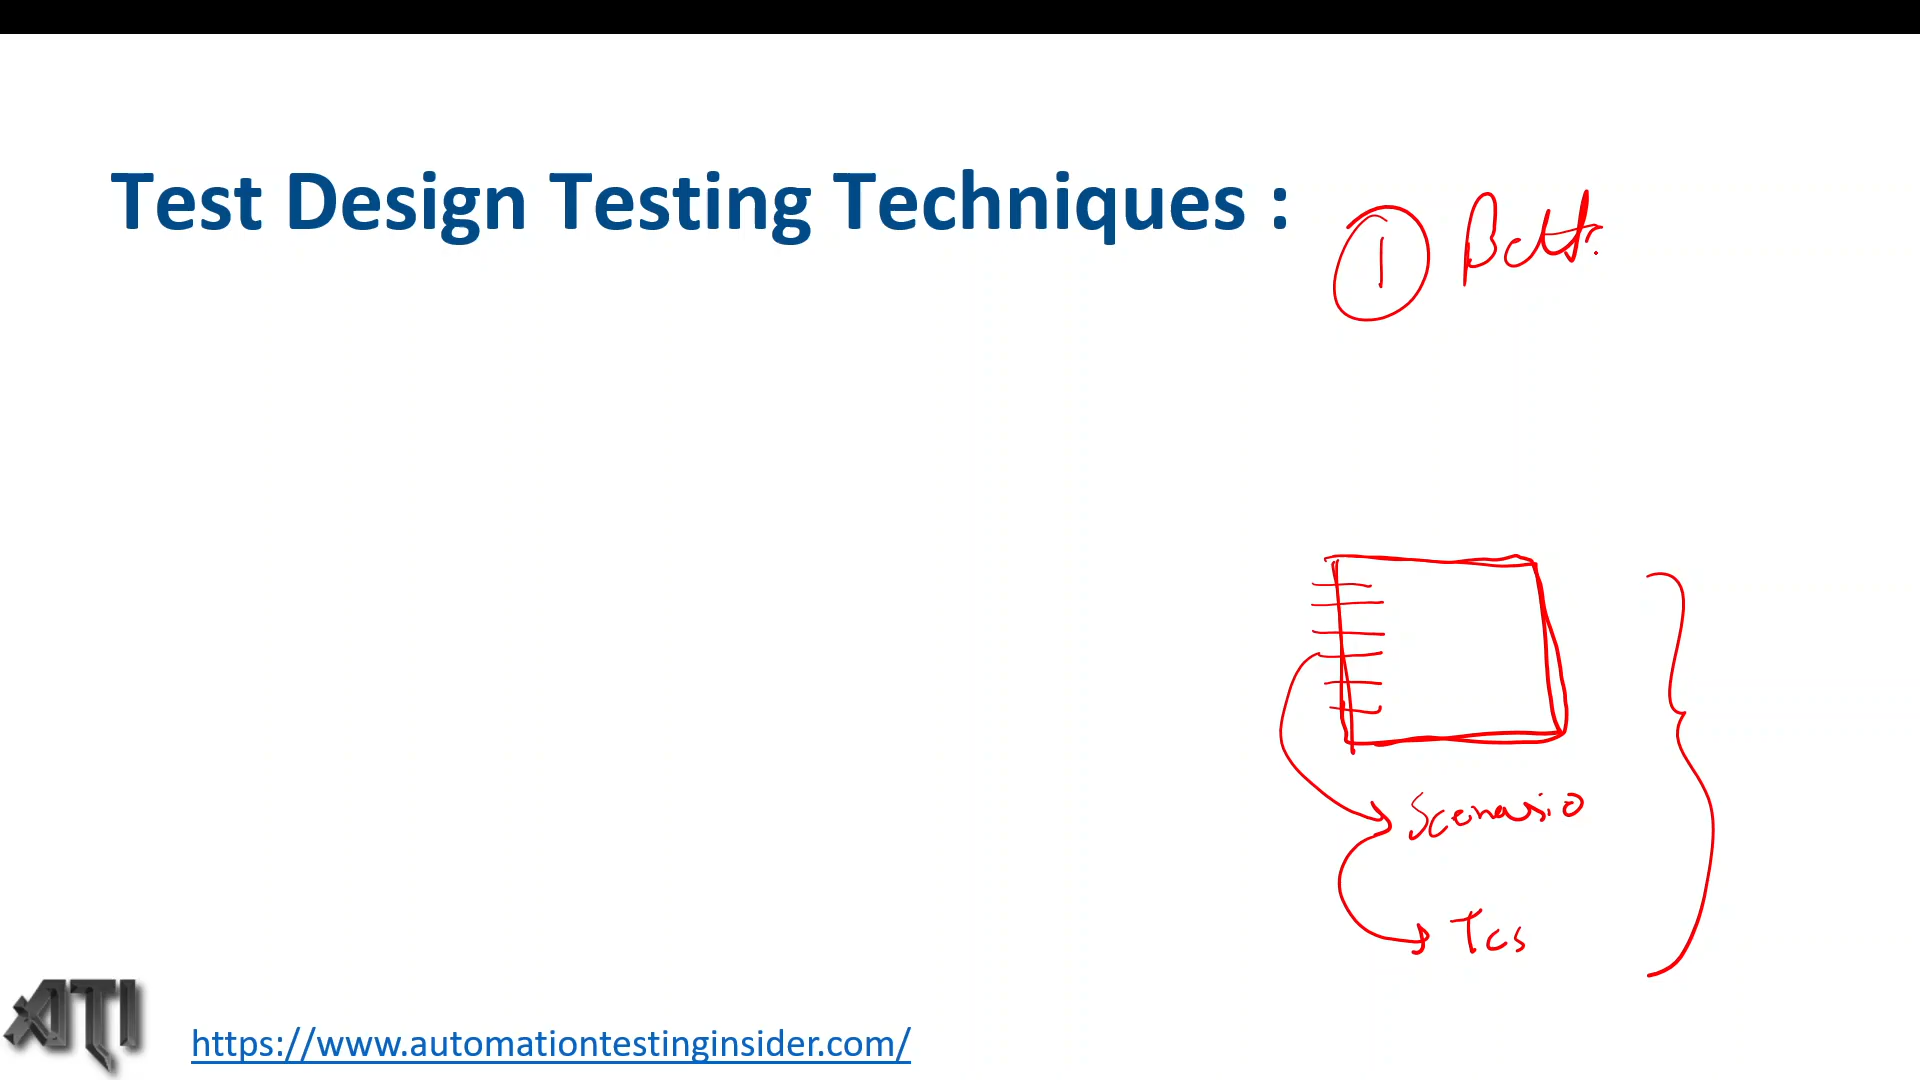 Test Design Testing Techniques :
1
Scenario
Tcs
ATI
https://www.automationtestinginsider.com/